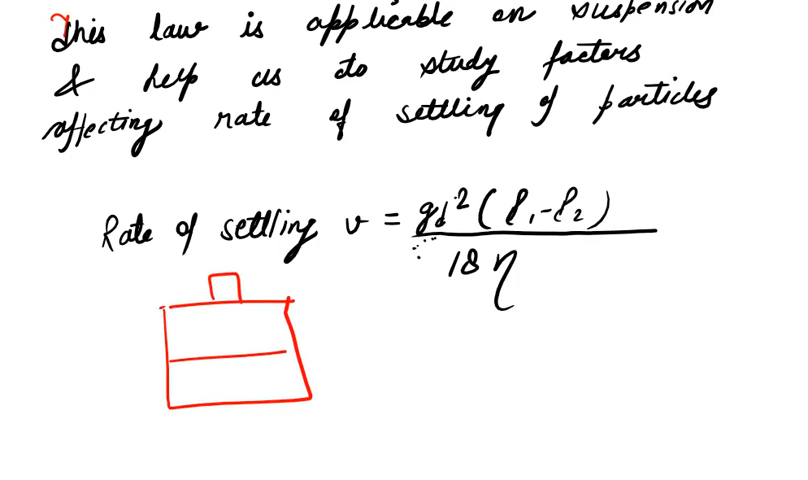 This law is applicable on suspension
& help us to study factors
affecting rate of settling of particles
Rate of settling v = gd²(ρ₁-ρ₂)
18 η